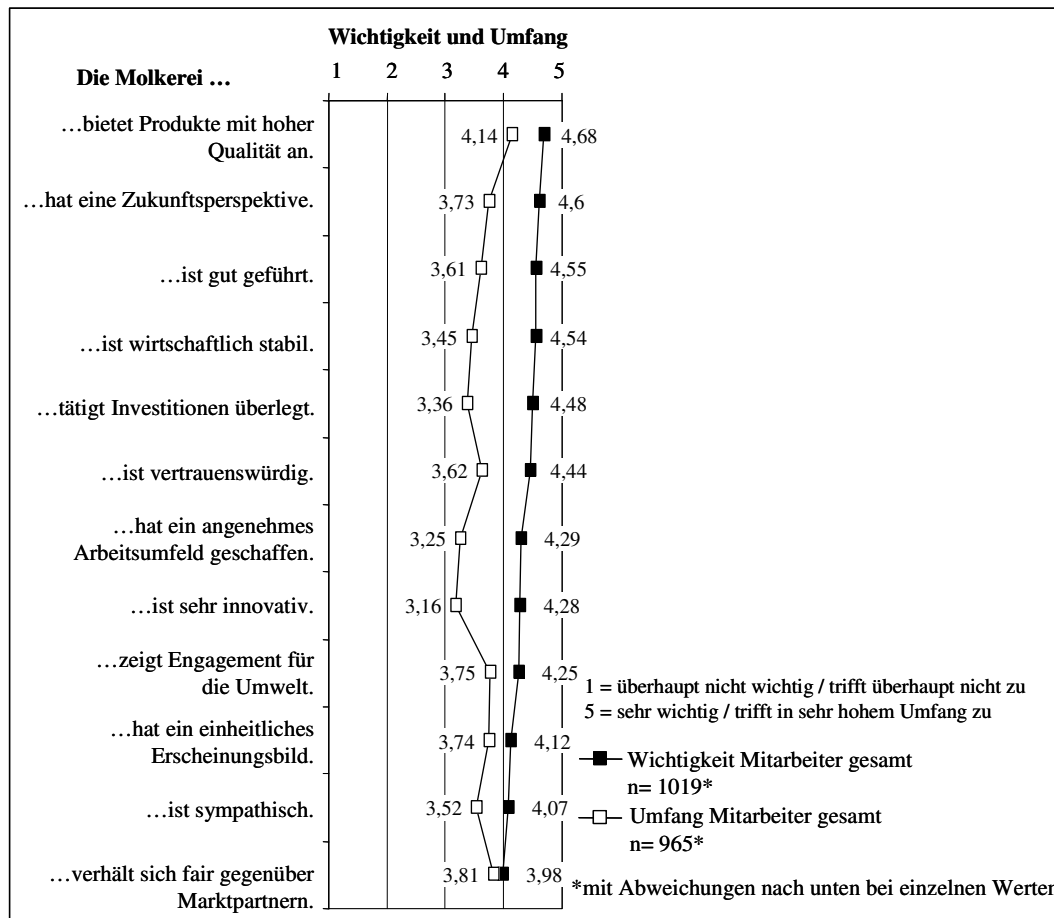 Wichtigkeit und Umfang
Die Molkerei …
1 2 3 4 5
…bietet Produkte mit hoher
Qualität an.
4,14 4,68
…hat eine Zukunftsperspektive.
3,73 4,6
…ist gut geführt.
3,61 4,55
…ist wirtschaftlich stabil.
3,45 4,54
…tätigt Investitionen überlegt.
3,36 4,48
…ist vertrauenswürdig.
3,62 4,44
…hat ein angenehmes
Arbeitsumfeld geschaffen.
3,25 4,29
…ist sehr innovativ.
3,16 4,28
…zeigt Engagement für
die Umwelt.
3,75 4,25
…hat ein einheitliches
Erscheinungsbild.
3,74 4,12
…ist sympathisch.
3,52 4,07
…verhält sich fair gegenüber
Marktpartnern.
3,81 3,98
1 = überhaupt nicht wichtig / trifft überhaupt nicht zu
5 = sehr wichtig / trifft in sehr hohem Umfang zu
Wichtigkeit Mitarbeiter gesamt
n= 1019*
Umfang Mitarbeiter gesamt
n= 965*
*mit Abweichungen nach unten bei einzelnen Werten